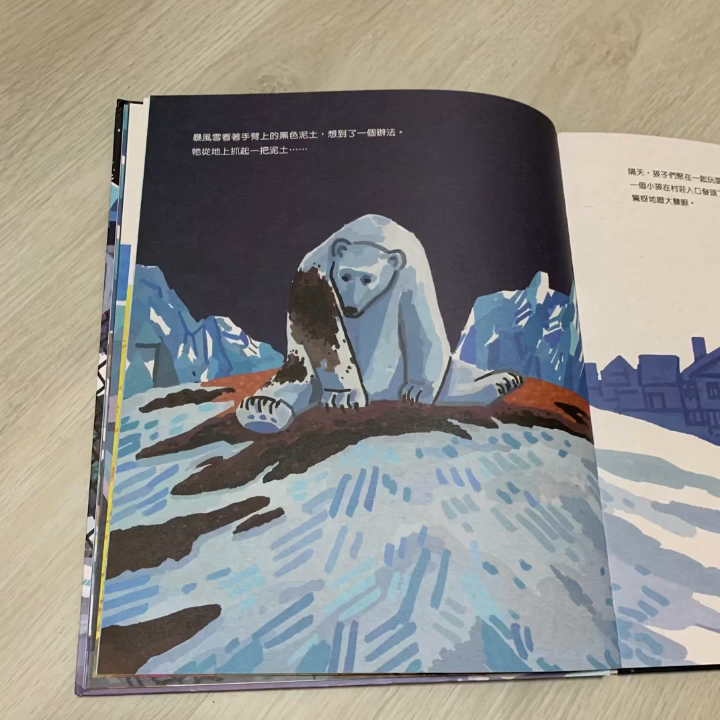 暴風雪看著手臂上的黑色泥土，想到了一個辦法。
牠從地上抓起一把泥土……
隔天，孩子們聚在一起玩
一個小孩在村莊入口發現
驚訝地瞪大雙眼。